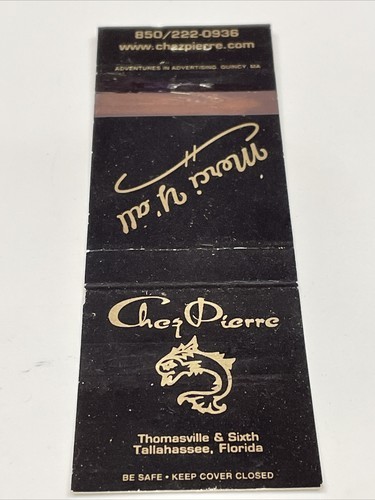 850/222-0936
www.chezpierre.com
ADVENTURES IN ADVERTISING QUINCY, MA
Merci Y'all
Chez Pierre
Thomasville & Sixth
Tallahassee, Florida
BE SAFE • KEEP COVER CLOSED